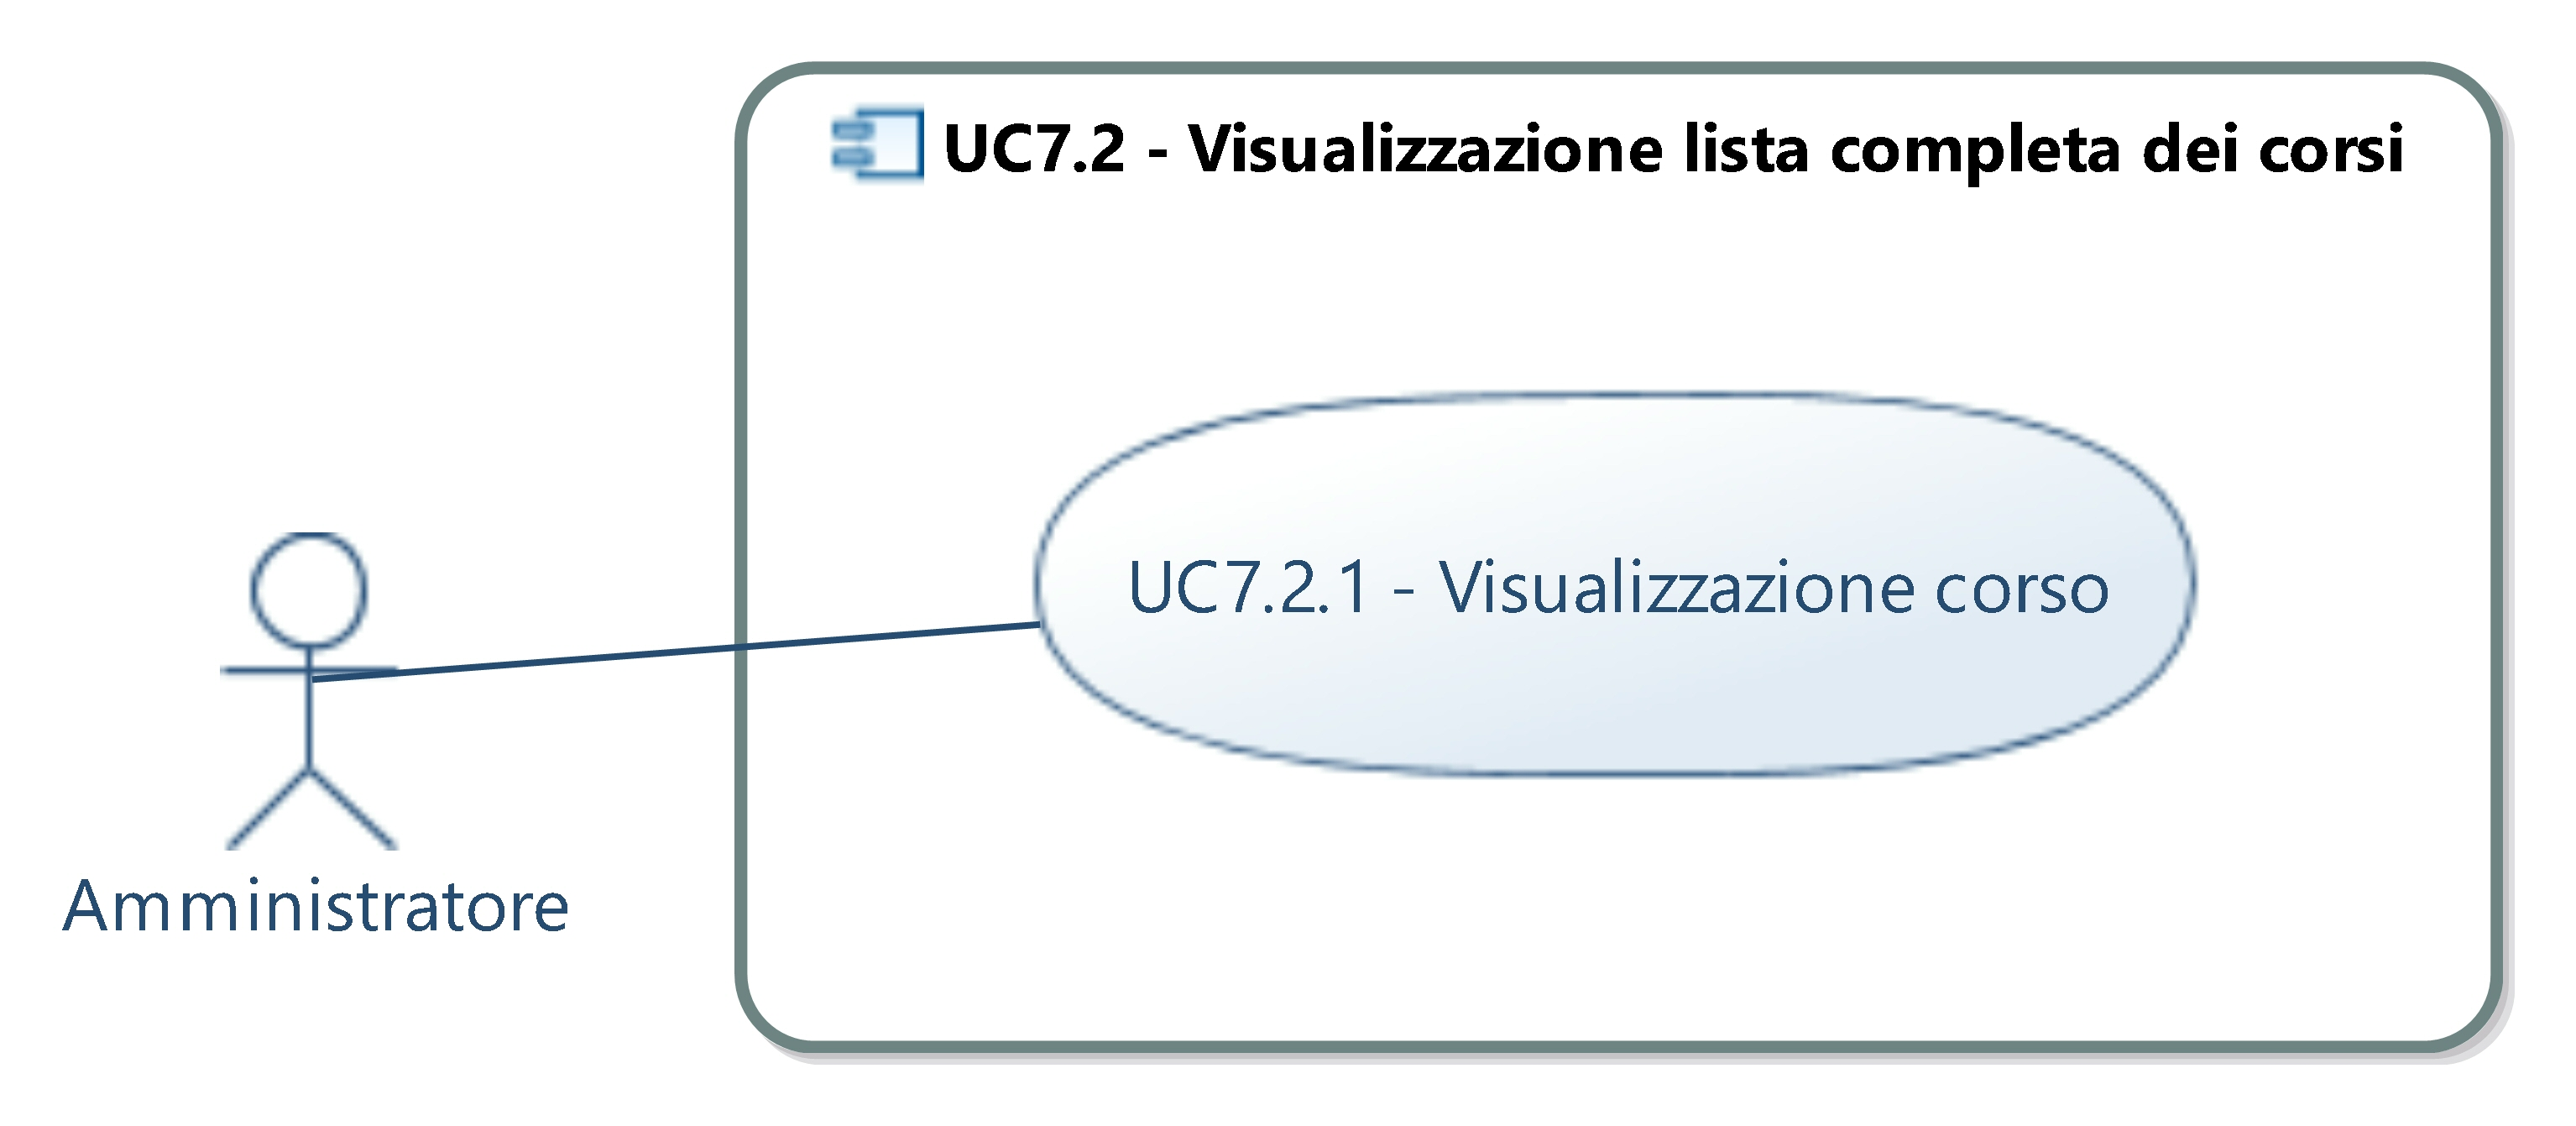 UC7.2 - Visualizzazione lista completa dei corsi
UC7.2.1 - Visualizzazione corso
Amministratore